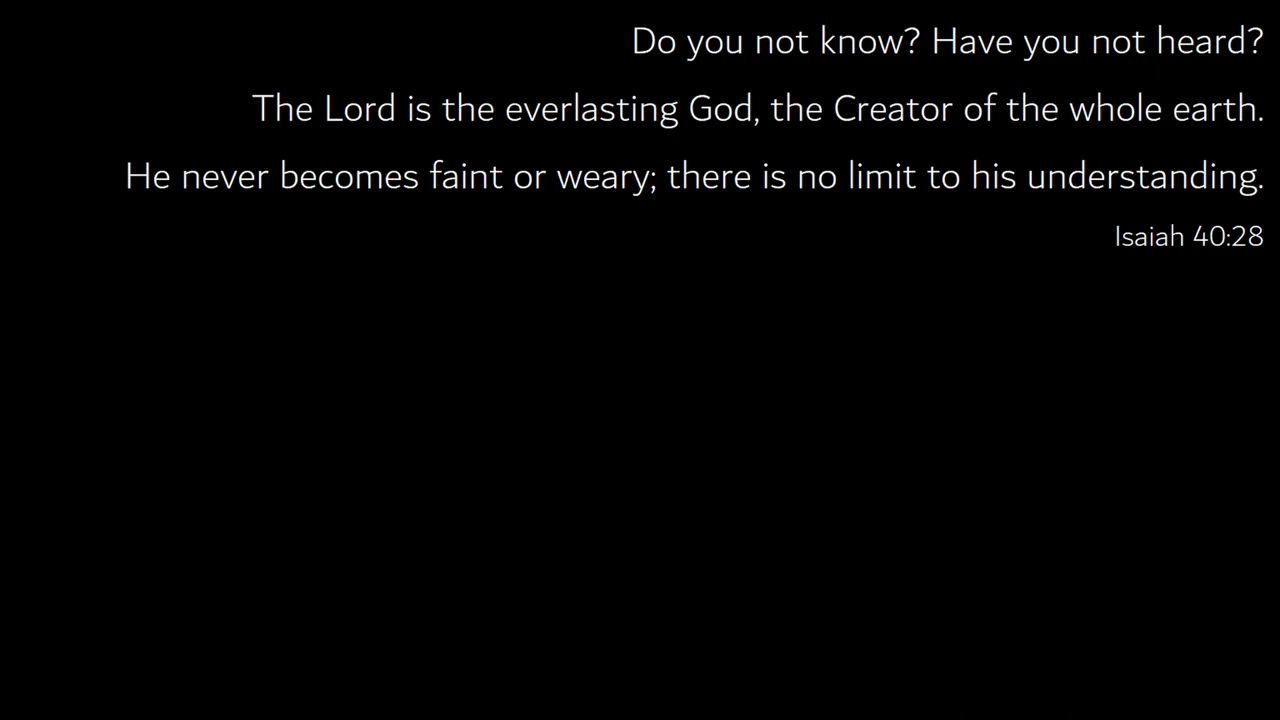 Do you not know? Have you not heard?
The Lord is the everlasting God, the Creator of the whole earth.
He never becomes faint or weary; there is no limit to his understanding.
Isaiah 40:28